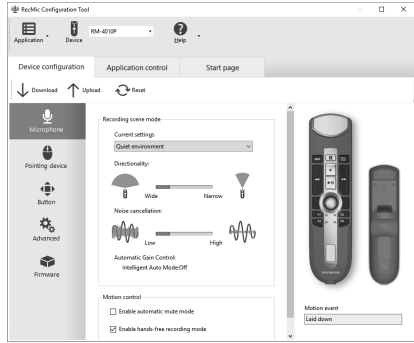 RecMic Configuration Tool
Application
Device
RM-4010P
Help
Device configuration
Application control
Start page
Download
Upload
Reset
Microphone
Pointing device
Button
Advanced
Firmware
Recording scene mode
Current settings
Quiet environment
Directionality:
Wide
Narrow
Noise cancellation:
Low
High
Automatic Gain Control:
Intelligent Auto Mode:Off
Motion control
Enable automatic mute mode
Enable hands-free recording mode
OLYMPUS
Motion event
Laid down